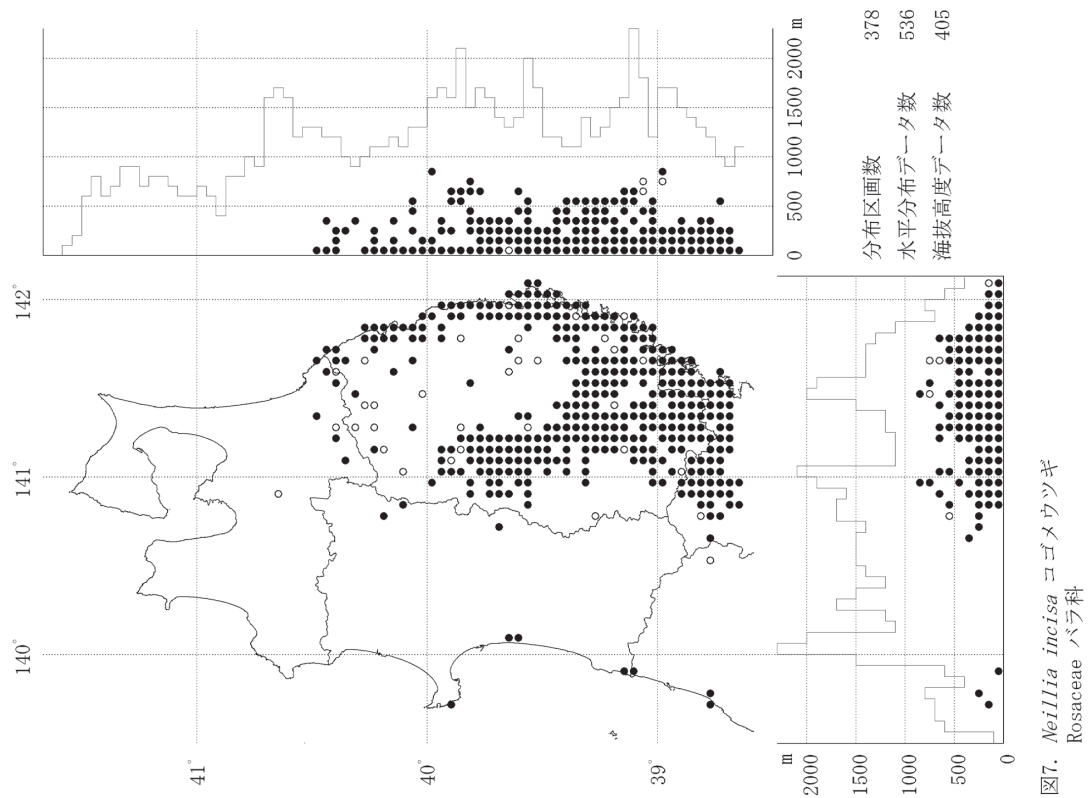 142°
141°
140°
41°
40°
39°
0 500 1000 1500 2000 m
m
2000
1500
1000
500
0
分布区画数 378
水平分布データ数 536
海抜高度データ数 405
図7. Neillia incisa コゴメウツギ
Rosaceae バラ科